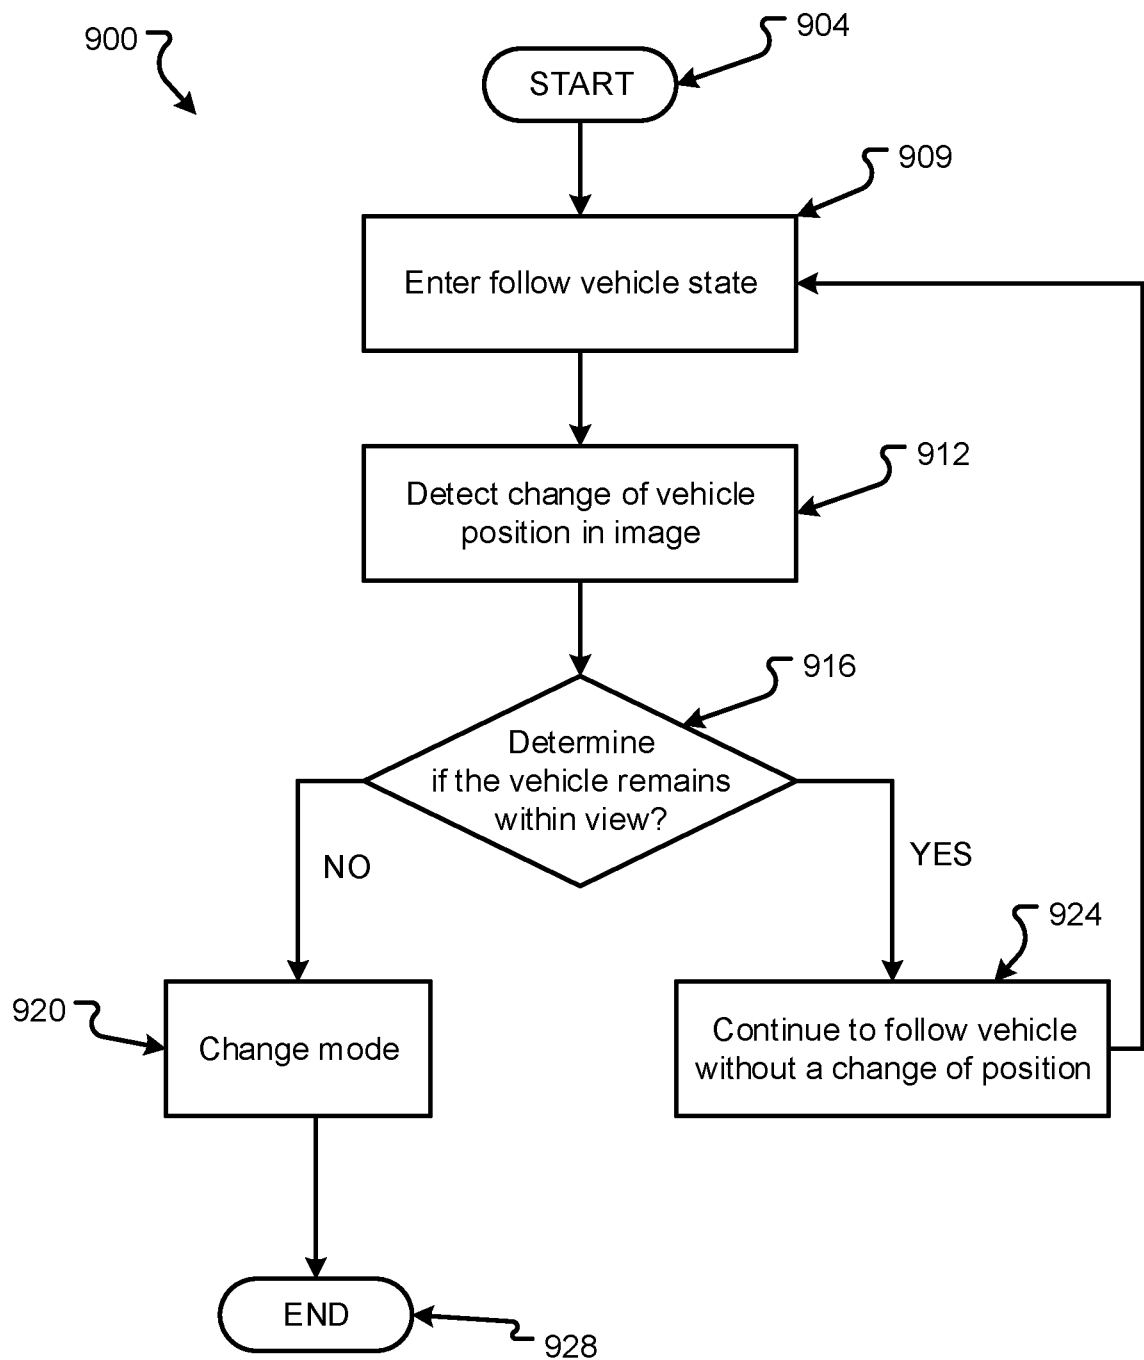 900
904
START
909
Enter follow vehicle state
912
Detect change of vehicle
position in image
916
Determine
if the vehicle remains
within view?
NO
YES
924
920
Change mode
Continue to follow vehicle
without a change of position
END
928